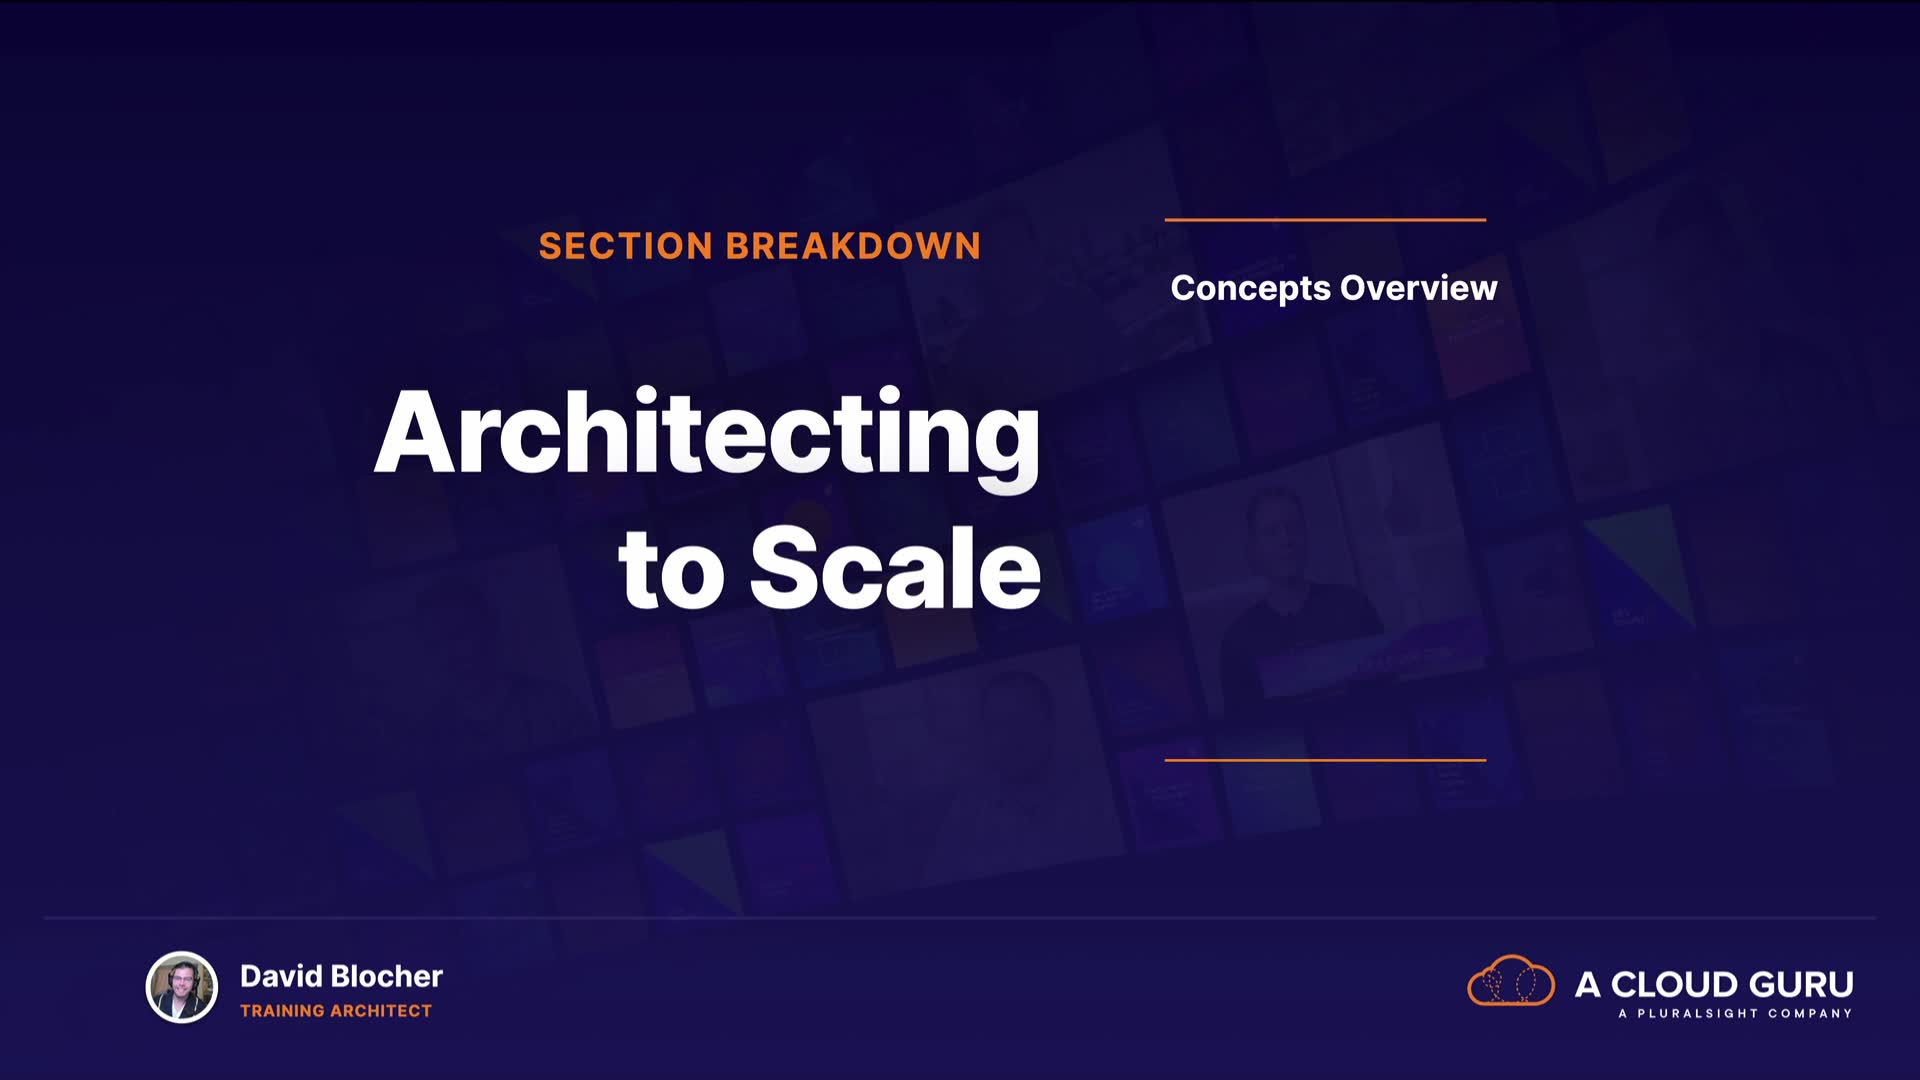 SECTION BREAKDOWN
Architecting
to Scale
Concepts Overview
David Blocher
TRAINING ARCHITECT
A CLOUD GURU
A PLURALSIGHT COMPANY